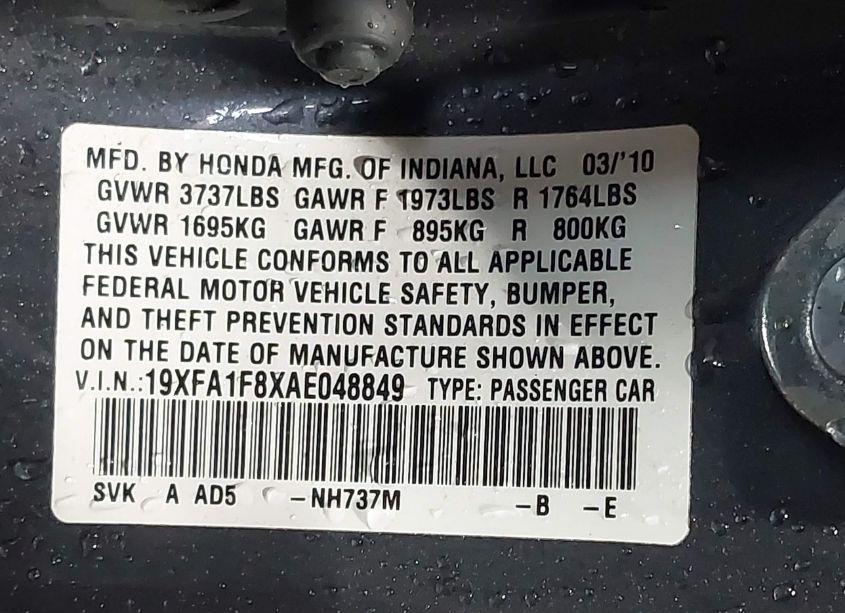 MFD. BY HONDA MFG. OF INDIANA, LLC 03/'10
GVWR 3737LBS GAWR F 1973LBS R 1764LBS
GVWR 1695KG GAWR F 895KG R 800KG
THIS VEHICLE CONFORMS TO ALL APPLICABLE
FEDERAL MOTOR VEHICLE SAFETY, BUMPER,
AND THEFT PREVENTION STANDARDS IN EFFECT
ON THE DATE OF MANUFACTURE SHOWN ABOVE.
V.I.N.:19XFA1F8XAE048849 TYPE: PASSENGER CAR
SVK A AD5 -NH737M -B -E